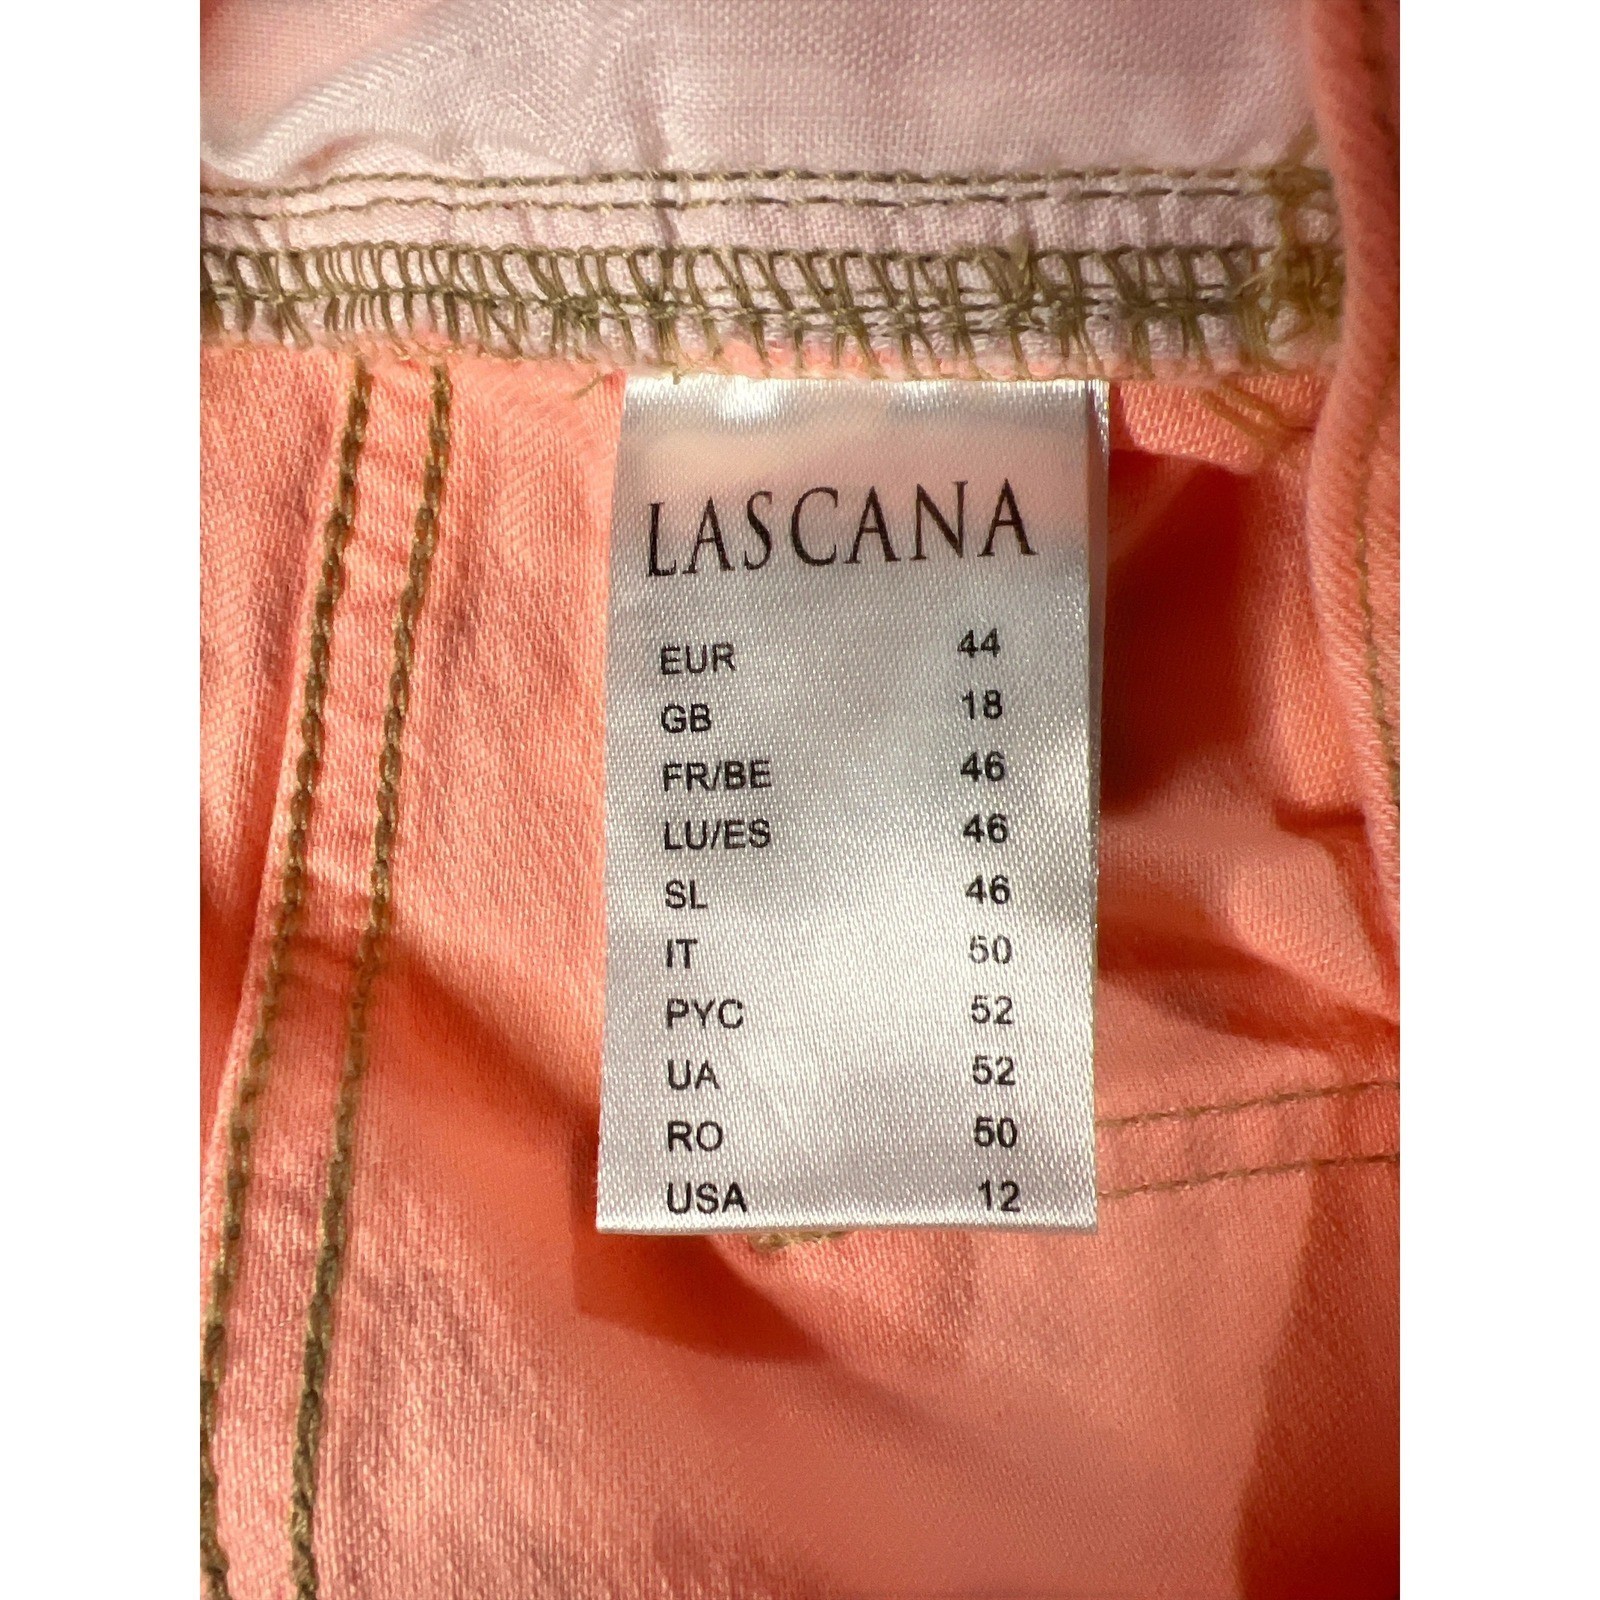 LASCANA
EUR 44
GB 18
FR/BE 46
LU/ES 46
SL 46
IT 50
РУС 52
UA 52
RO 50
USA 12